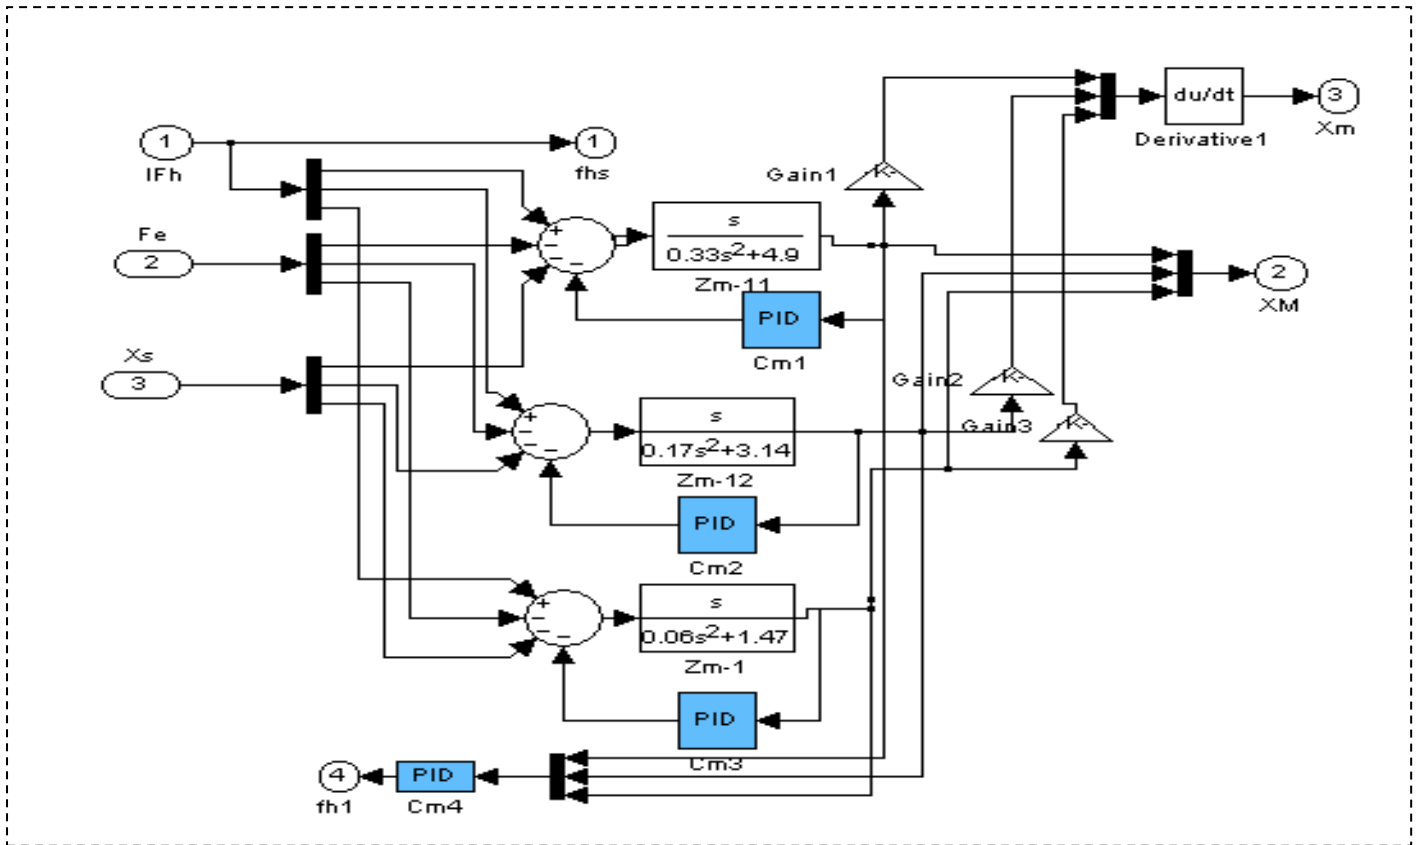 du/dt
3
Xm
Derivative1
1
IFh
1
fhs
Gain1
K-
Fe
2
+
−
−
−
s
0.33s²+4.9
Zm-11
2
XM
PID
Cm1
Xs
3
Gain2
K-
Gain3
K-
+
−
−
−
s
0.17s²+3.14
Zm-12
PID
Cm2
+
−
−
−
s
0.06s²+1.47
Zm-1
PID
Cm3
4
fh1
PID
Cm4